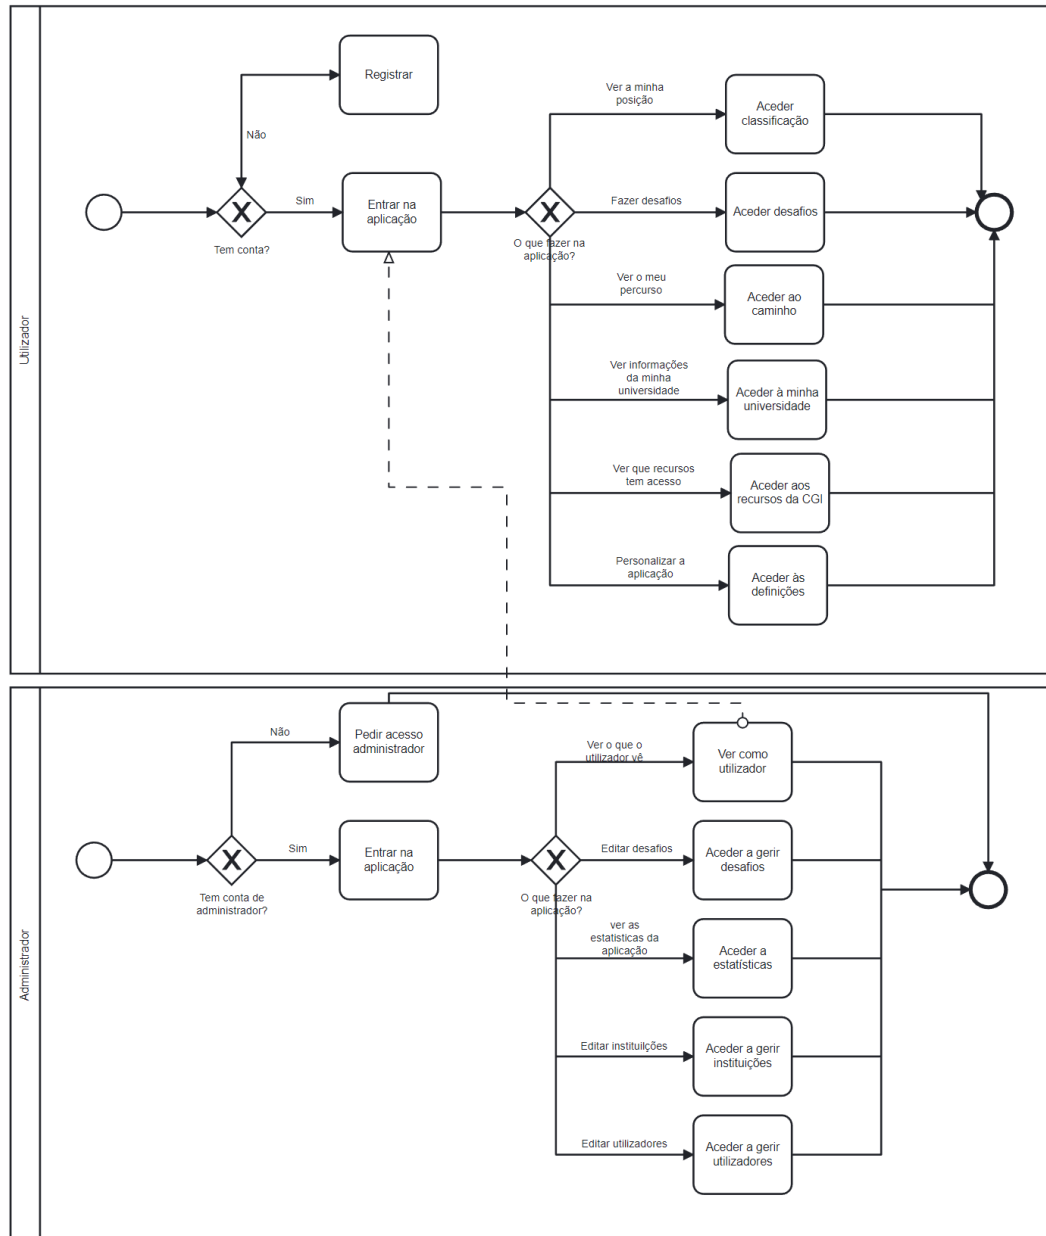 Utilizador
Registrar
Não
Tem conta?
Sim
Entrar na
aplicação
O que fazer na
aplicação?
Ver a minha
posição
Aceder
classificação
Fazer desafios
Aceder desafios
Ver o meu
percurso
Aceder ao
caminho
Ver informações
da minha
universidade
Aceder à minha
universidade
Ver que recursos
tem acesso
Aceder aos
recursos da CGI
Personalizar a
aplicação
Aceder às
definições
Administrador
Não
Pedir acesso
administrador
Tem conta de
administrador?
Sim
Entrar na
aplicação
O que fazer na
aplicação?
Ver o que o
utilizador vê
Ver como
utilizador
Editar desafios
Aceder a gerir
desafios
ver as
estatisticas da
aplicação
Aceder a
estatísticas
Editar instituilções
Aceder a gerir
instituições
Editar utilizadores
Aceder a gerir
utilizadores